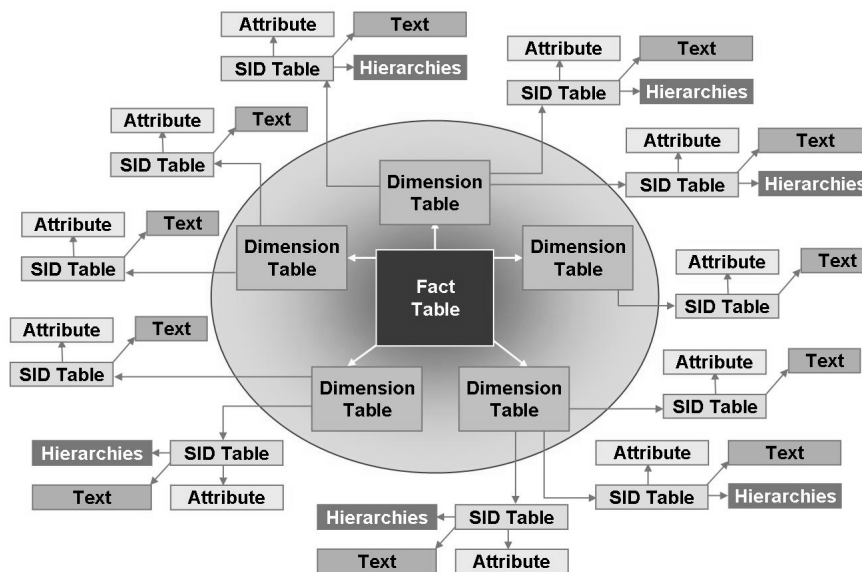 Attribute
Text
SID Table
Hierarchies
Attribute
Text
SID Table
Hierarchies
Attribute
Text
SID Table
Attribute
Text
SID Table
Hierarchies
Dimension
Table
Attribute
Text
SID Table
Dimension
Table
Dimension
Table
Attribute
Text
SID Table
Fact
Table
Attribute
Text
SID Table
Dimension
Table
Dimension
Table
Attribute
Text
SID Table
Hierarchies
SID Table
Text
Attribute
Attribute
Text
SID Table
Hierarchies
Hierarchies
SID Table
Text
Attribute